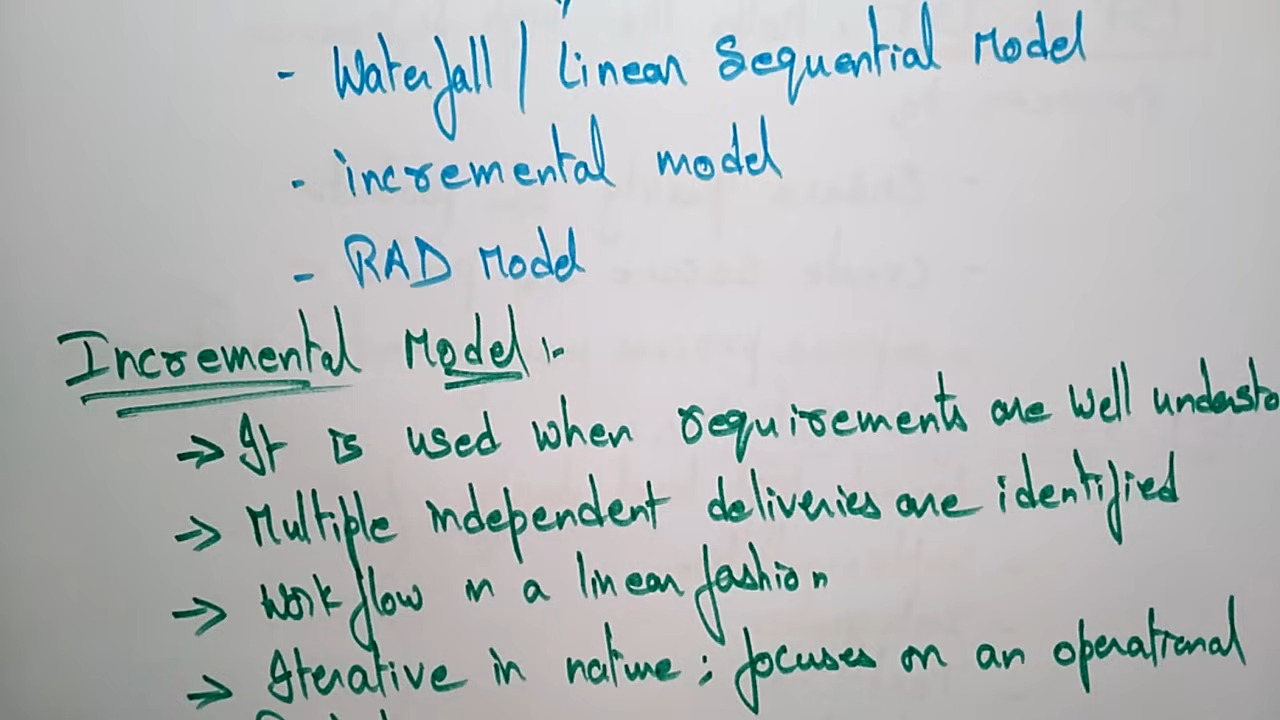 - Waterfall / Linear Sequential Model
- incremental model
- RAD Model
Incremental Model :-
→ It is used when requirements are well understo
→ Multiple independent deliveries are identified
→ Work flow in a linear fashion
→ Iterative in nature ; focuses on an operational